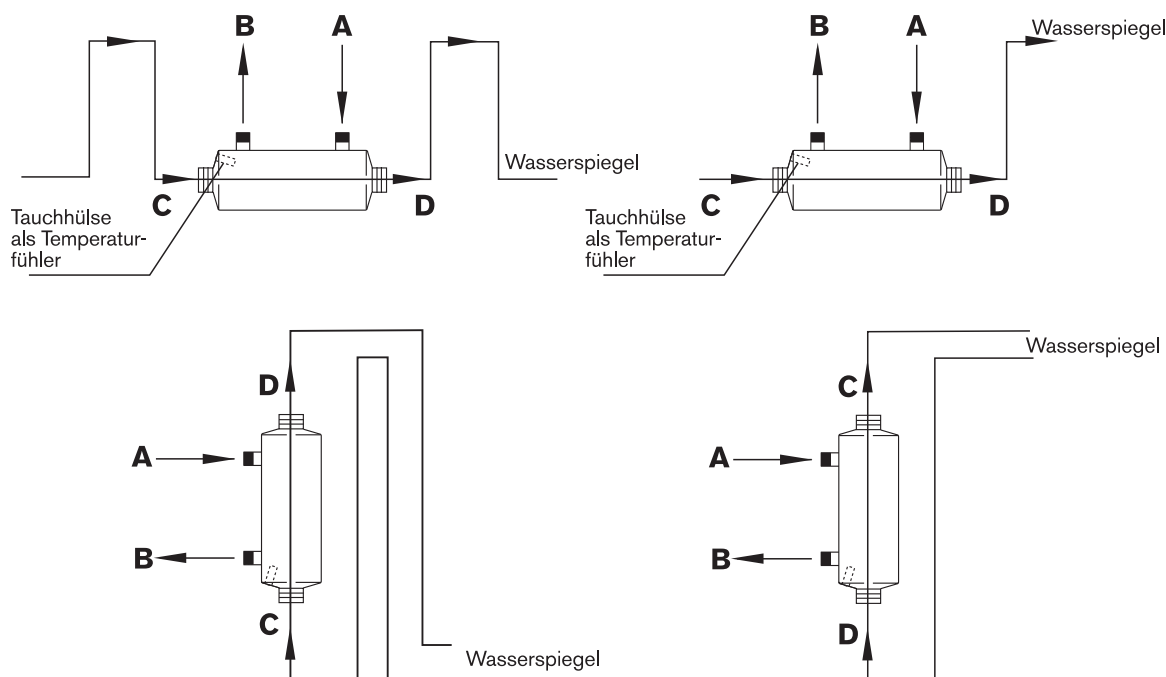 B
A
Wasserspiegel
C
D
Tauchhülse
als Temperatur-
fühler
B
A
Wasserspiegel
C
D
Tauchhülse
als Temperatur-
fühler
D
A
B
C
Wasserspiegel
Wasserspiegel
C
A
B
D